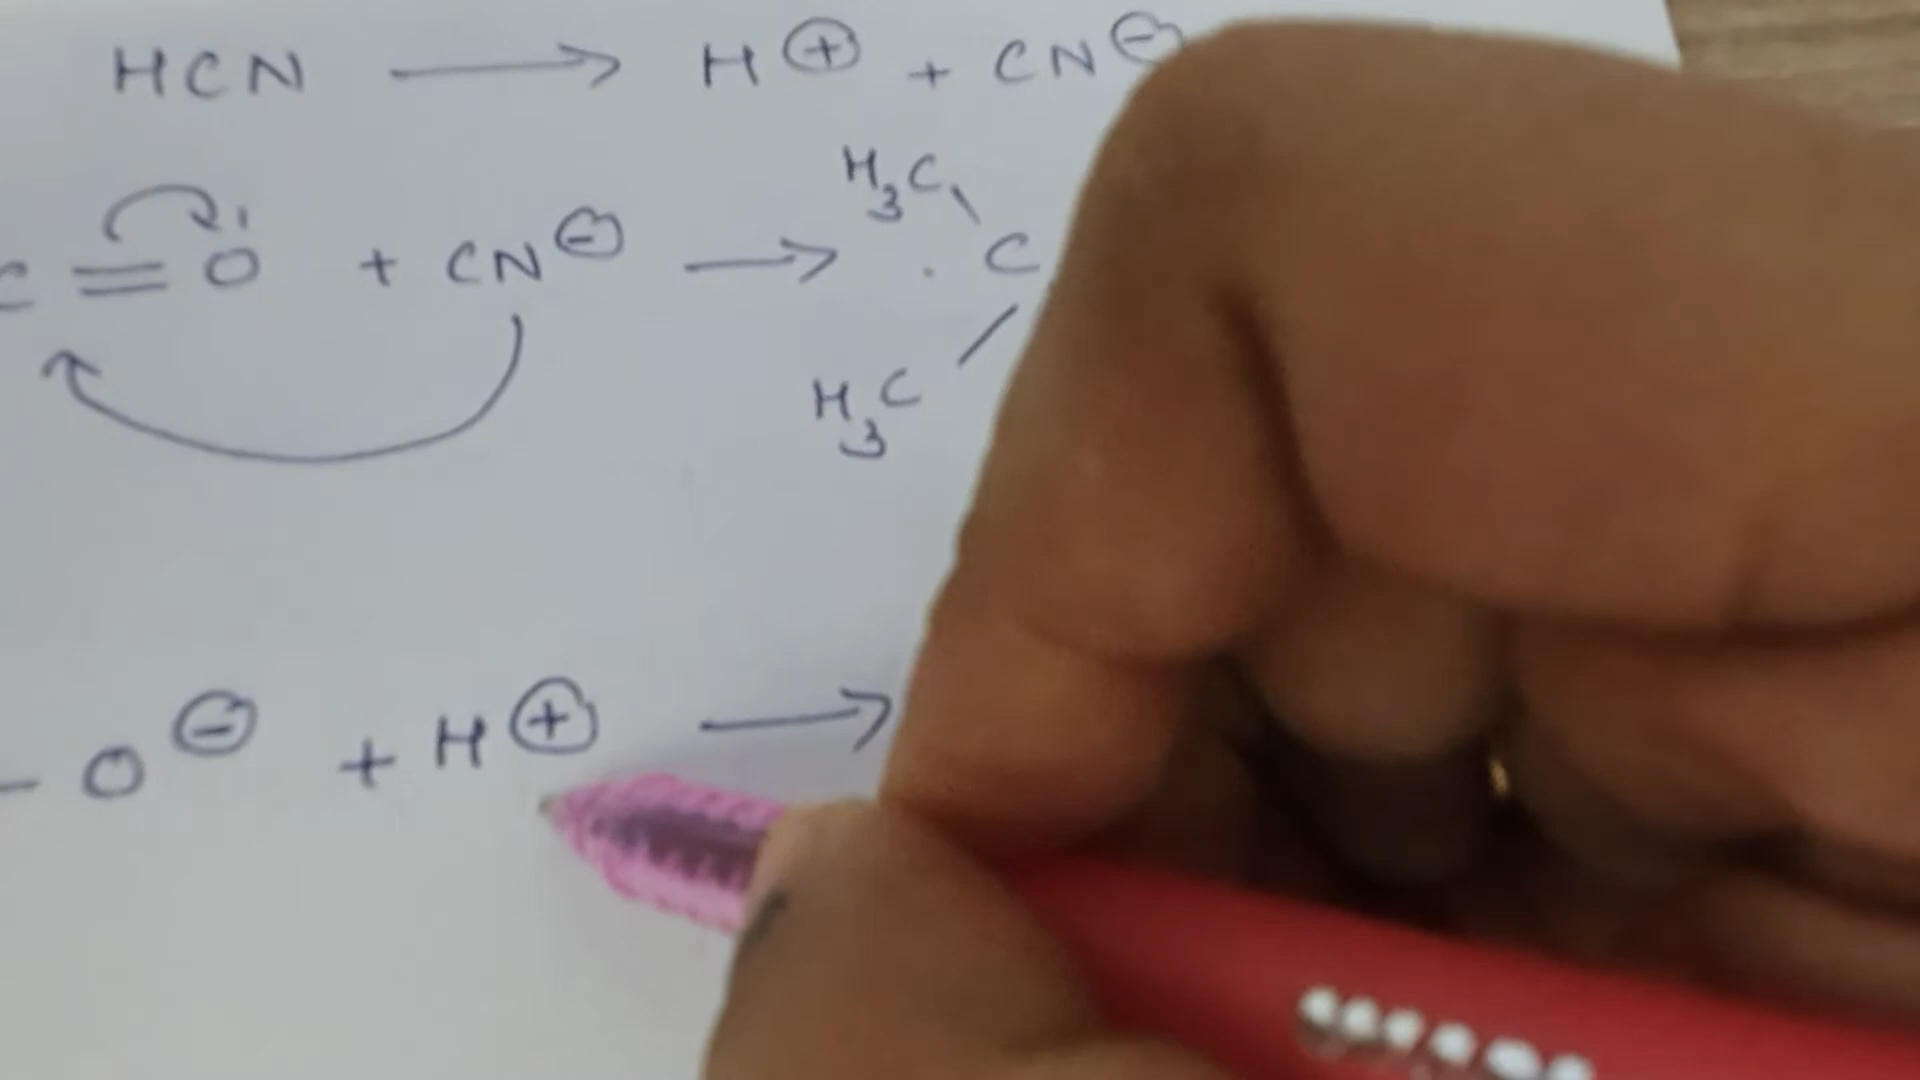 HCN → H⊕ + CN⊖
H₃C
C = O + CN⊖ → C
H₃C
- O⊖ + H⊕ →